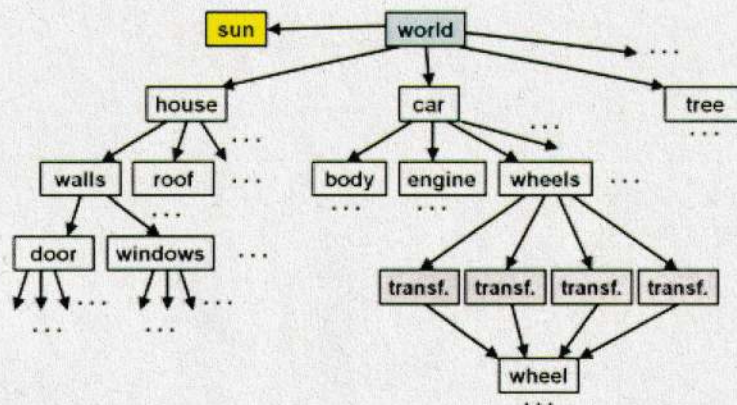 sun
world
...
house
car
tree
...
...
...
walls
roof
...
body
engine
wheels
...
...
...
...
door
windows
...
transf.
transf.
transf.
transf.
...
...
...
...
wheel
...